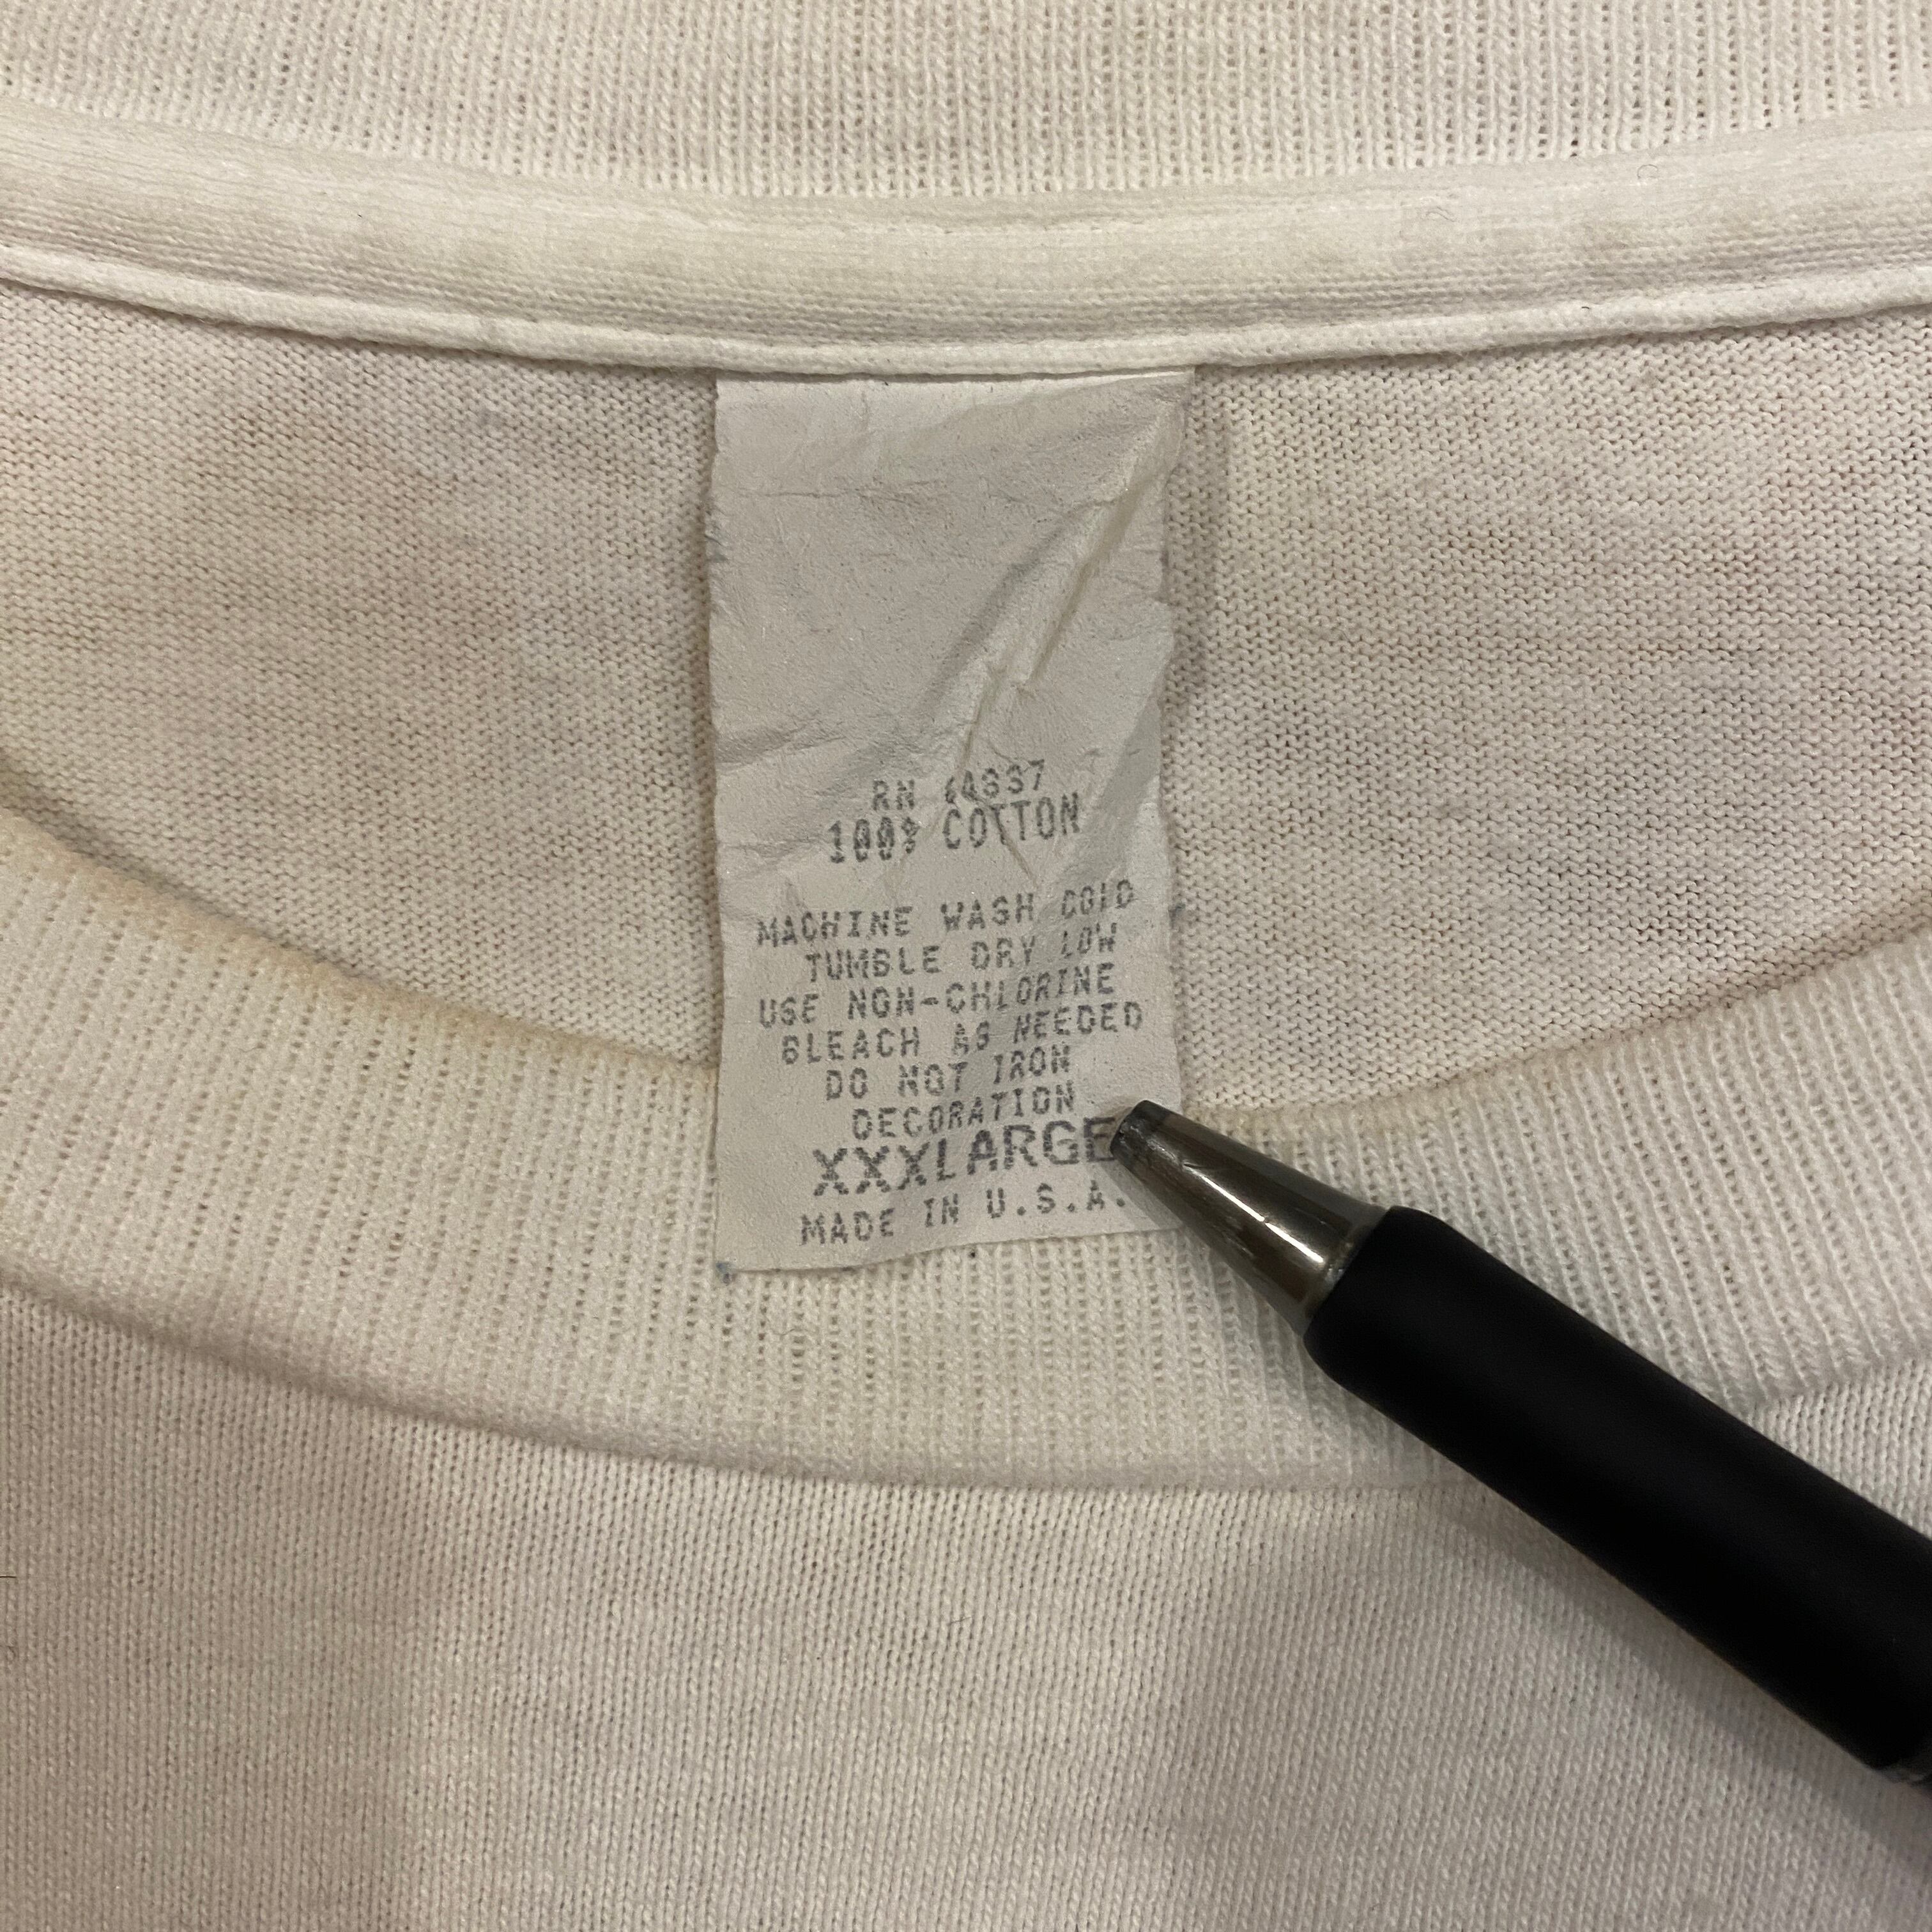 RN
100% COTTON
MACHINE WASH COLD
TUMBLE DRY LOW
USE NON-CHLORINE
BLEACH AS NEEDED
DO NOT IRON
DECORATION
XXXLARGE
MADE IN U.S.A.